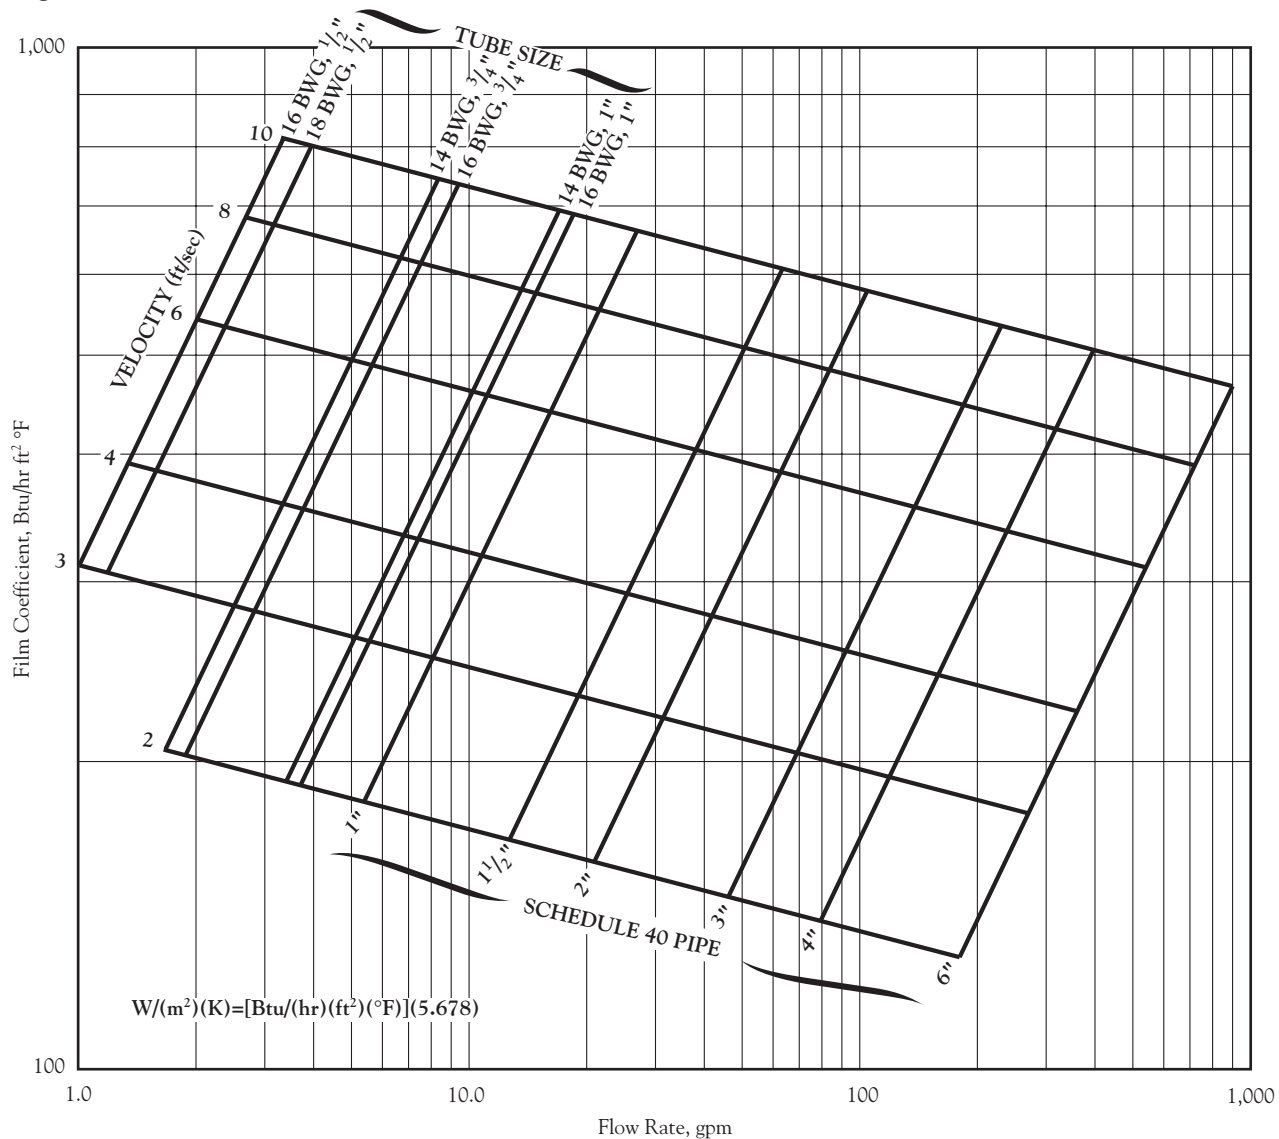 1,000
TUBE SIZE
16 BWG, 1/2"
18 BWG, 1/2"
14 BWG, 3/4"
16 BWG, 3/4"
14 BWG, 1"
16 BWG, 1"
10
8
6
4
3
2
VELOCITY (ft/sec)
Film Coefficient, Btu/hr ft² °F
1"
1 1/2"
2"
3"
4"
6"
SCHEDULE 40 PIPE
W/(m²)(K)=[Btu/(hr)(ft²)(°F)](5.678)
100
1.0
10.0
100
1,000
Flow Rate, gpm